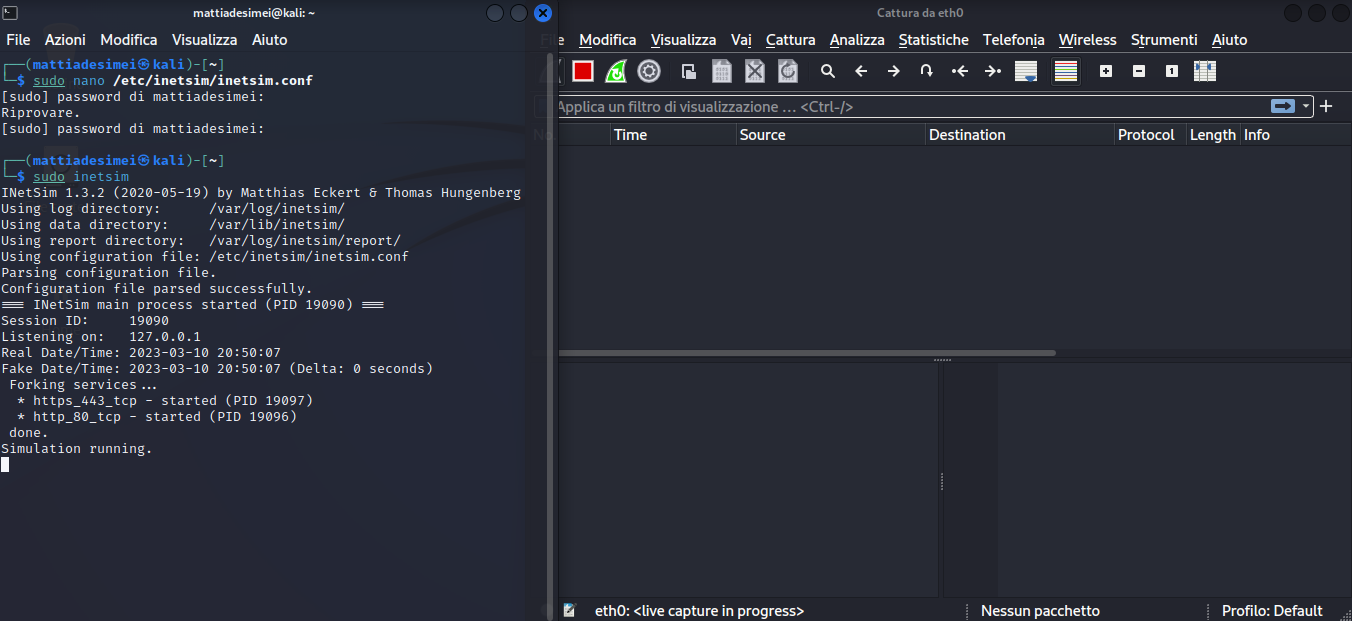 mattiadesimei@kali: ~
File Azioni Modifica Visualizza Aiuto
┌──(mattiadesimei㉿kali)-[~]
└─$ sudo nano /etc/inetsim/inetsim.conf
[sudo] password di mattiadesimei:
Riprovare.
[sudo] password di mattiadesimei:
┌──(mattiadesimei㉿kali)-[~]
└─$ sudo inetsim
INetSim 1.3.2 (2020-05-19) by Matthias Eckert & Thomas Hungenberg
Using log directory:      /var/log/inetsim/
Using data directory:     /var/lib/inetsim/
Using report directory:   /var/log/inetsim/report/
Using configuration file: /etc/inetsim/inetsim.conf
Parsing configuration file.
Configuration file parsed successfully.
=== INetSim main process started (PID 19090) ===
Session ID:     19090
Listening on:   127.0.0.1
Real Date/Time: 2023-03-10 20:50:07
Fake Date/Time: 2023-03-10 20:50:07 (Delta: 0 seconds)
 Forking services...
  * https_443_tcp - started (PID 19097)
  * http_80_tcp - started (PID 19096)
 done.
Simulation running.
Cattura da eth0
File Modifica Visualizza Vai Cattura Analizza Statistiche Telefonia Wireless Strumenti Aiuto
Applica un filtro di visualizzazione ... <Ctrl-/>
No. Time Source Destination Protocol Length Info
eth0: <live capture in progress> Nessun pacchetto Profilo: Default